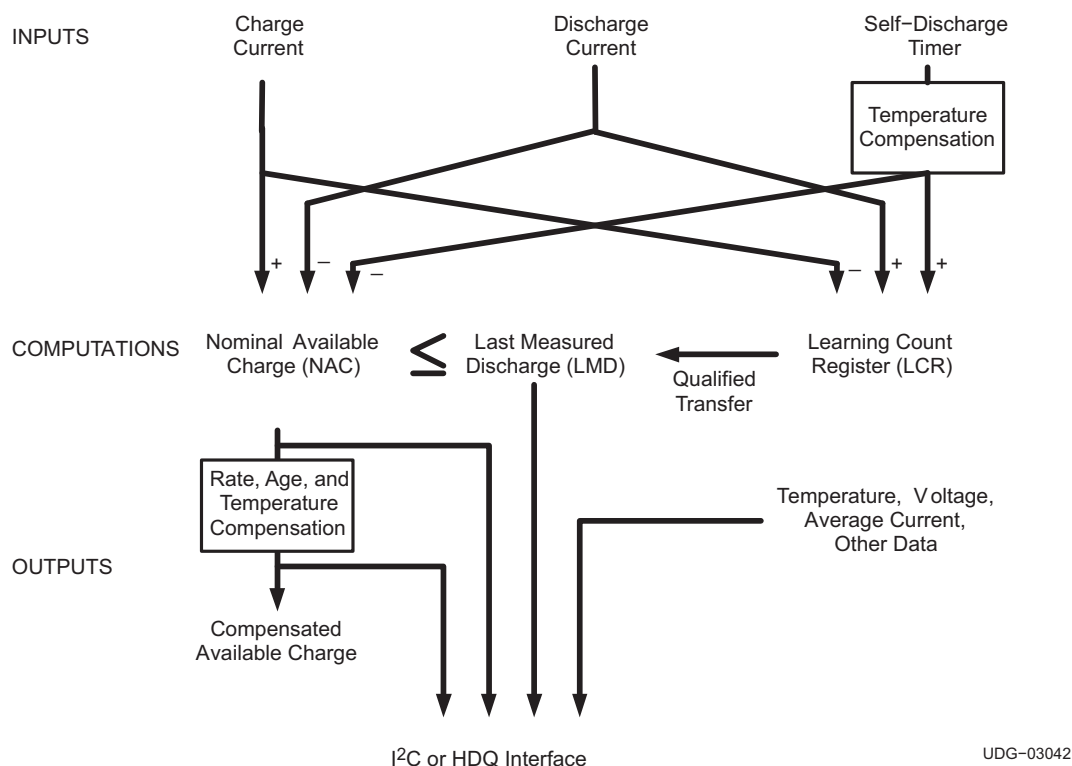 INPUTS
Charge
Current
Discharge
Current
Self−Discharge
Timer
Temperature
Compensation
+
−
−
−
+
+
COMPUTATIONS
Nominal Available
Charge (NAC)
≤
Last Measured
Discharge (LMD)
Qualified
Transfer
Learning Count
Register (LCR)
Rate, Age, and
Temperature
Compensation
Temperature, Voltage,
Average Current,
Other Data
OUTPUTS
Compensated
Available Charge
I²C or HDQ Interface
UDG−03042